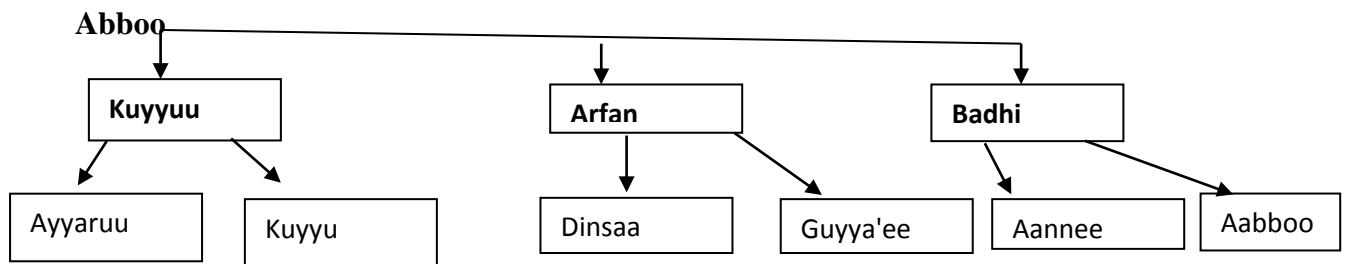 Abboo
Kuyyuu
Arfan
Badhi
Ayyaruu
Kuyyu
Dinsaa
Guyya'ee
Aannee
Aabboo